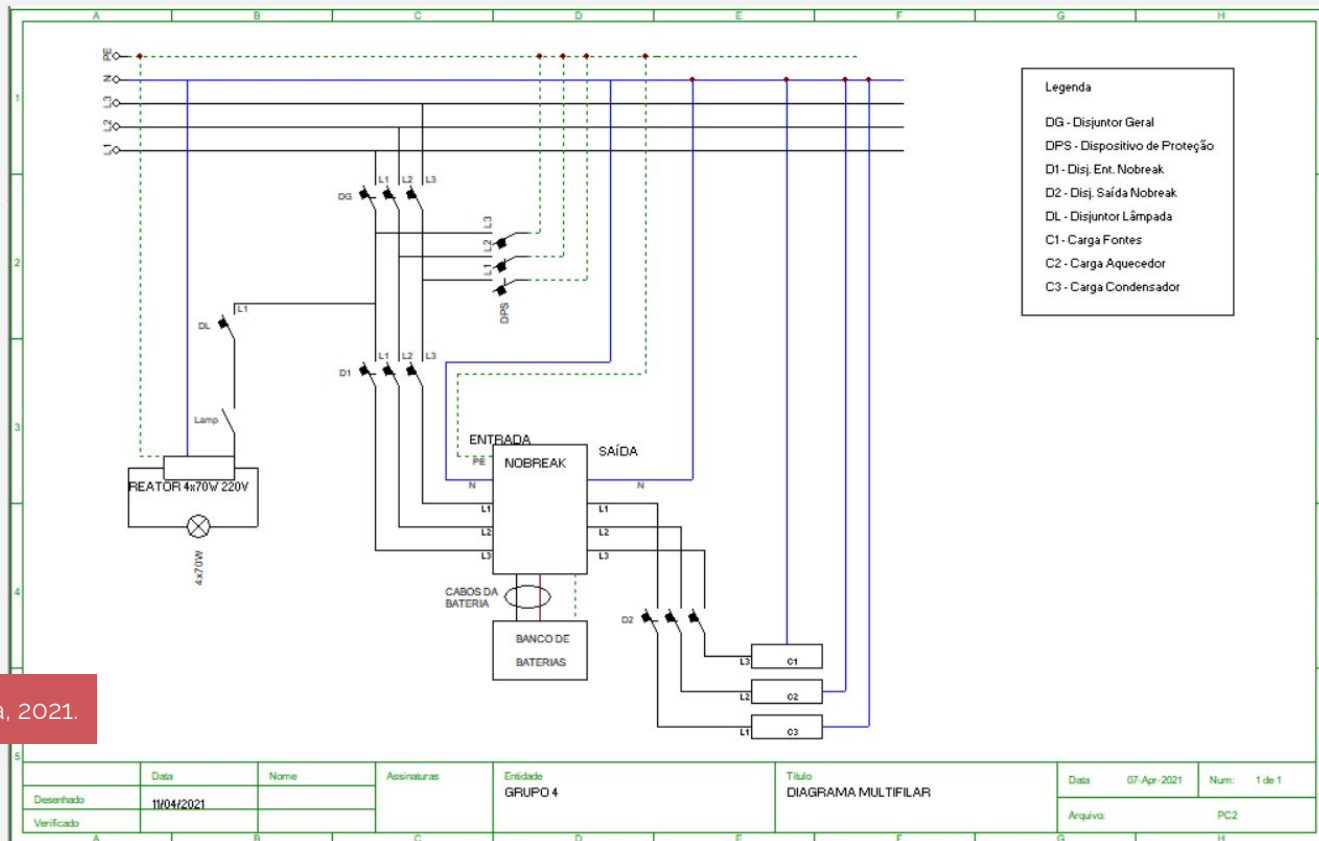 A B C D E F G H
1
2
3
4
5
PE
N
L3
L2
L1
Legenda
DG - Disjuntor Geral
DPS - Dispositivo de Proteção
D1- Disj. Ent. Nobreak
D2 - Disj. Saída Nobreak
DL - Disjuntor Lâmpada
C1- Carga Fontes
C2 - Carga Aquecedor
C3 - Carga Condensador
DG
L1 L2 L3
L3
L2
L1
DPS
DL
L1
D1
L1 L2 L3
Lamp
REATOR 4x70W 220V
4x70W
ENTRADA
NOBREAK
SAÍDA
PE
N
L1
L2
L3
N
L1
L2
L3
CABOS DA
BATERIA
BANCO DE
BATERIAS
D2
L3 C1
L2 C2
L1 C3
a, 2021.
Data Nome Assinaturas
Desenhado 11/04/2021
Verificado
Entidade
GRUPO 4
Título
DIAGRAMA MULTIFILAR
Data 07-Apr-2021 Num: 1 de 1
Arquivo: PC2
A B C D E F G H